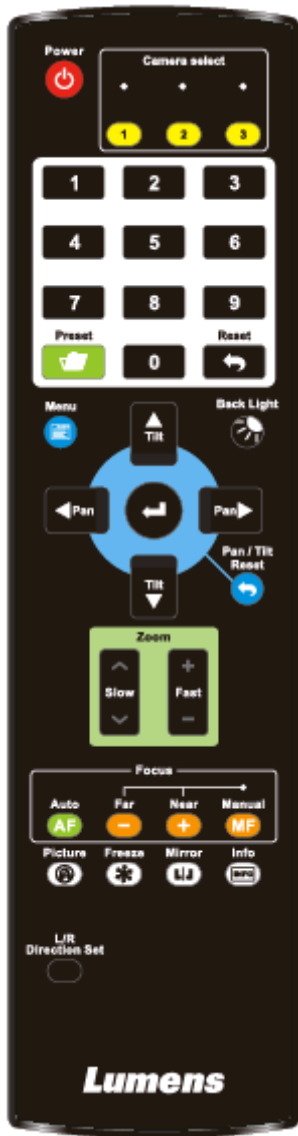 Power
Camera select
1 2 3
1 2 3
4 5 6
7 8 9
Preset Reset
0
Menu Back Light
Tilt
Pan Pan
Pan / Tilt
Reset
Tilt
Zoom
Slow Fast
Focus
Auto Far Near Manual
AF − + MF
Picture Freeze Mirror Info
INFO
L/R
Direction Set
Lumens